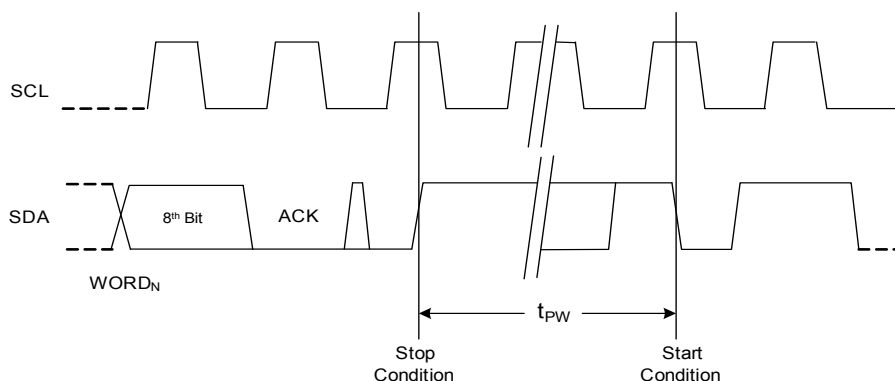 SCL
SDA
8th Bit
ACK
WORDN
tPW
Stop
Condition
Start
Condition